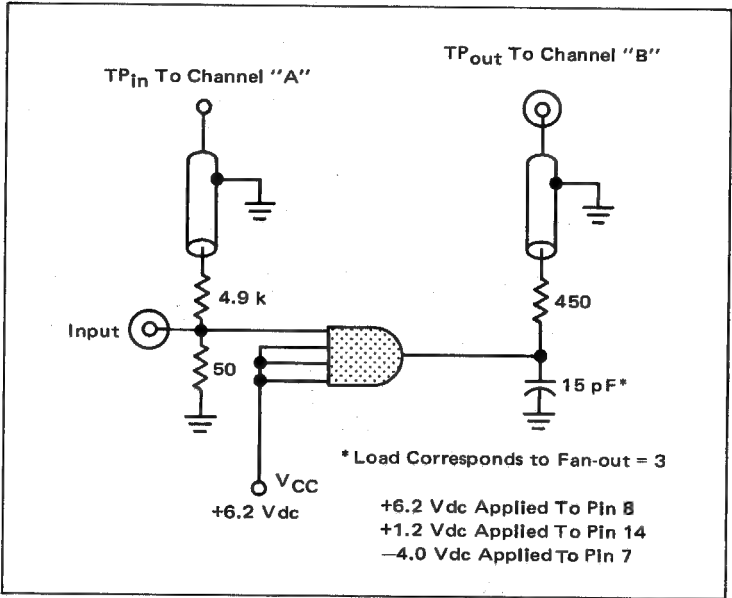 TPin To Channel "A"
TPout To Channel "B"
4.9 k
450
Input
50
15 pF*
*Load Corresponds to Fan-out = 3
VCC
+6.2 Vdc
+6.2 Vdc Applied To Pin 8
+1.2 Vdc Applied To Pin 14
—4.0 Vdc Applied To Pin 7